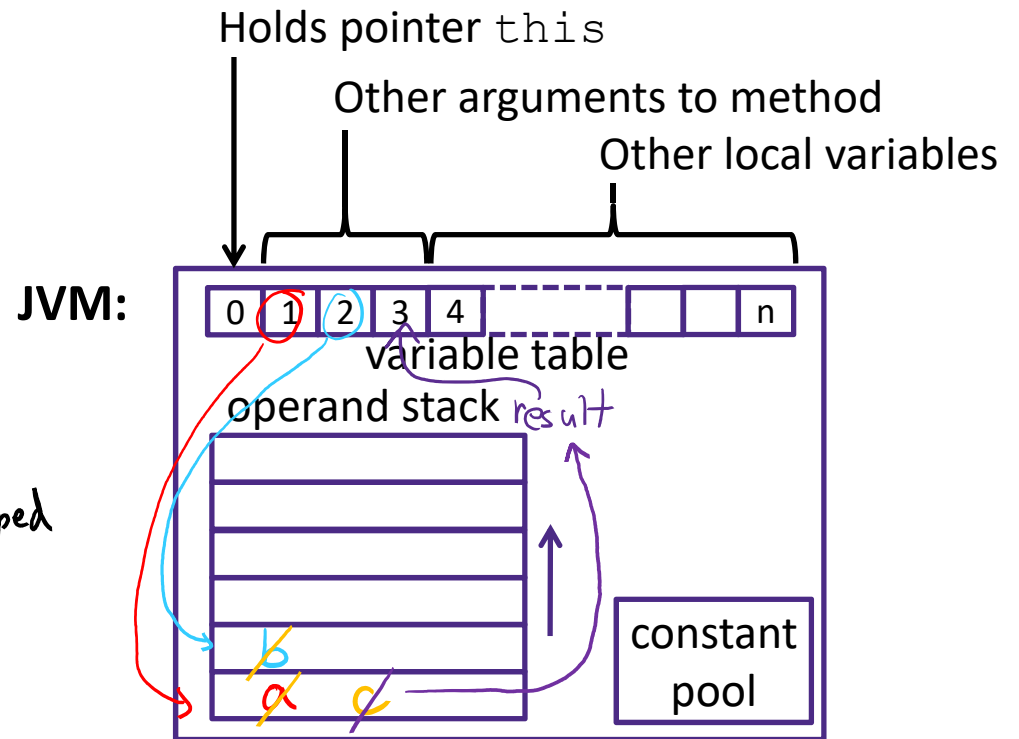 Holds pointer this
Other arguments to method
Other local variables
JVM:
0 1 2 3 4 n
variable table
operand stack result
b
a c
constant
pool